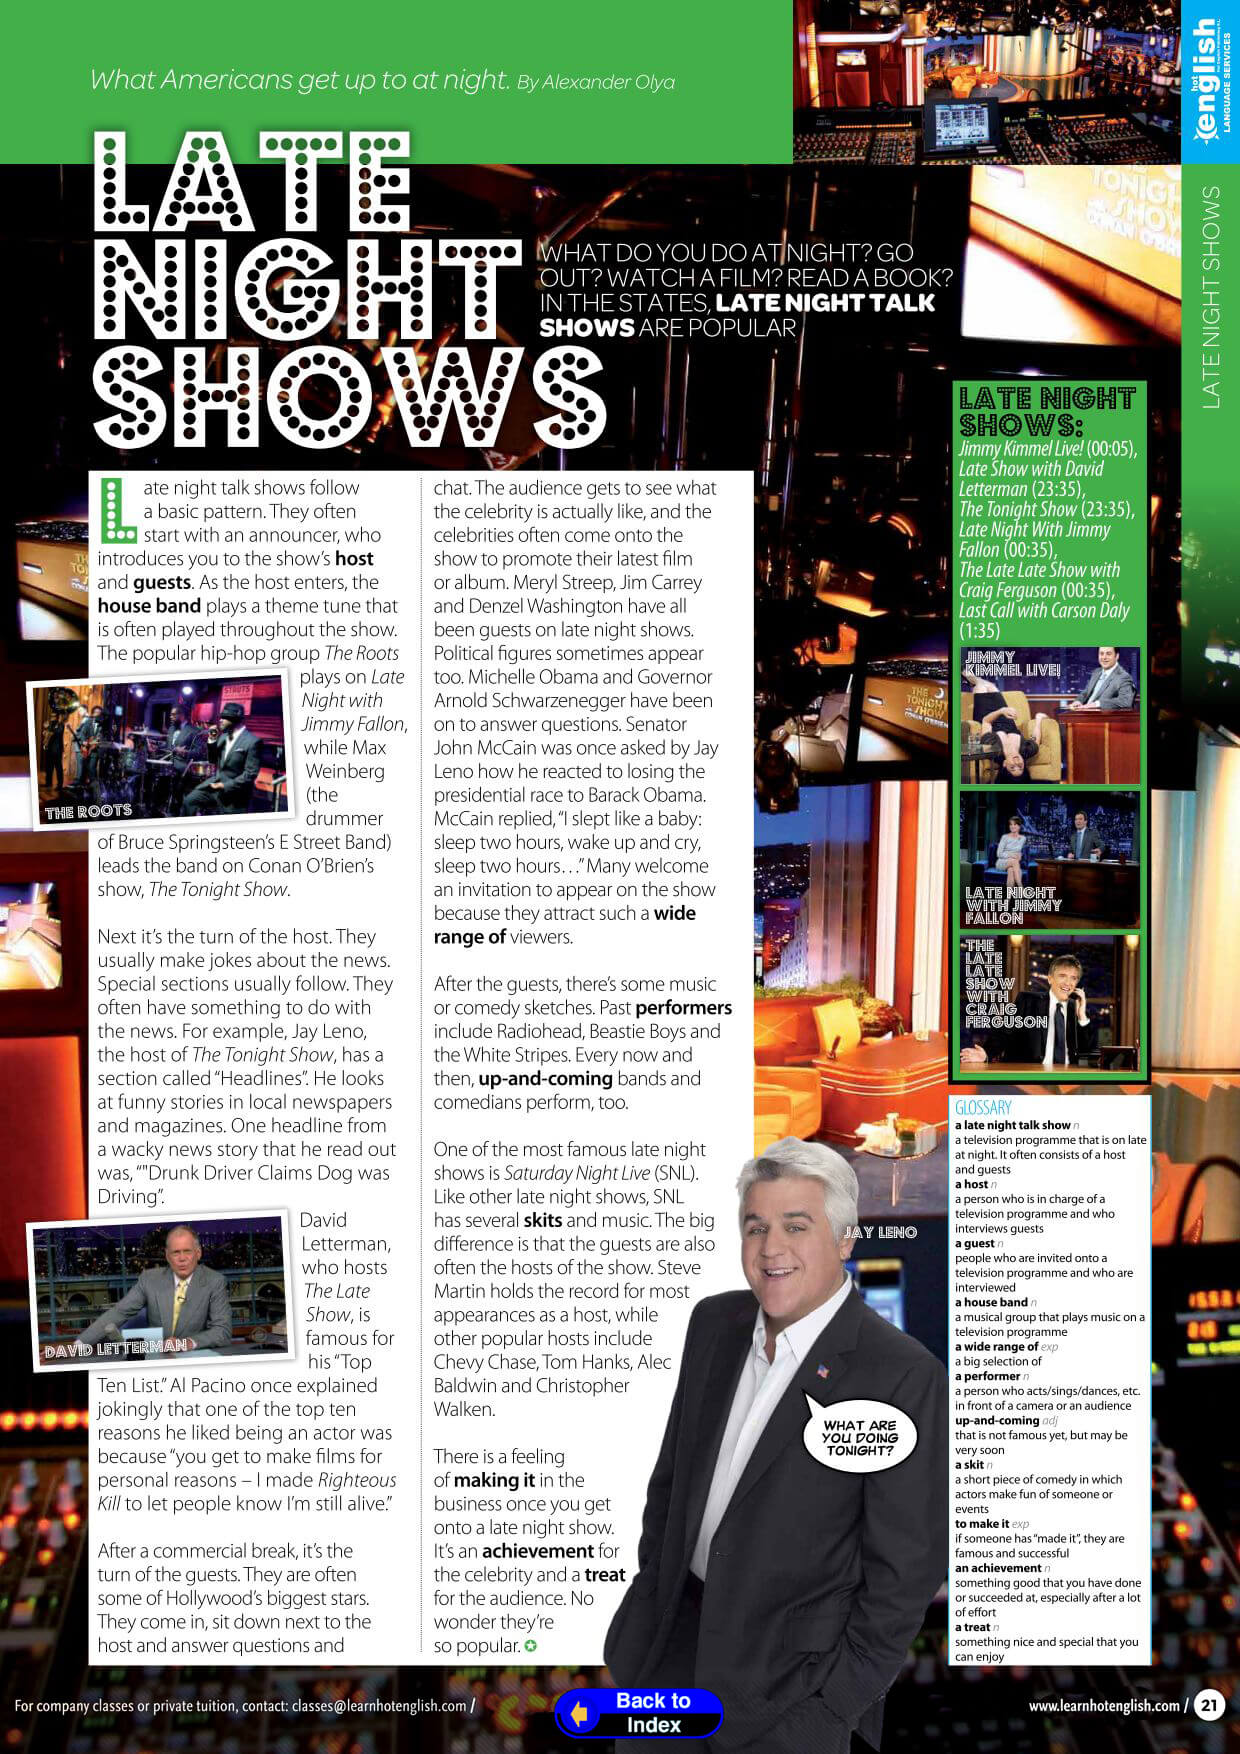 What Americans get up to at night. By Alexander Olya
hot
english
LANGUAGE SERVICES
LATE NIGHT SHOWS
LATE
NIGHT
SHOWS
WHAT DO YOU DO AT NIGHT? GO
OUT? WATCH A FILM? READ A BOOK?
IN THE STATES, LATE NIGHT TALK
SHOWS ARE POPULAR
Late night talk shows follow
a basic pattern. They often
start with an announcer, who
introduces you to the show's host
and guests. As the host enters, the
house band plays a theme tune that
is often played throughout the show.
The popular hip-hop group The Roots
plays on Late
Night with
Jimmy Fallon,
while Max
Weinberg
(the
drummer
of Bruce Springsteen's E Street Band)
leads the band on Conan O'Brien's
show, The Tonight Show.
THE ROOTS
Next it's the turn of the host. They
usually make jokes about the news.
Special sections usually follow. They
often have something to do with
the news. For example, Jay Leno,
the host of The Tonight Show, has a
section called "Headlines". He looks
at funny stories in local newspapers
and magazines. One headline from
a wacky news story that he read out
was, ""Drunk Driver Claims Dog was
Driving".
David
Letterman,
who hosts
The Late
Show, is
famous for
his "Top
Ten List." Al Pacino once explained
jokingly that one of the top ten
reasons he liked being an actor was
because "you get to make films for
personal reasons – I made Righteous
Kill to let people know I'm still alive."
DAVID LETTERMAN
After a commercial break, it's the
turn of the guests. They are often
some of Hollywood's biggest stars.
They come in, sit down next to the
host and answer questions and
chat. The audience gets to see what
the celebrity is actually like, and the
celebrities often come onto the
show to promote their latest film
or album. Meryl Streep, Jim Carrey
and Denzel Washington have all
been guests on late night shows.
Political figures sometimes appear
too. Michelle Obama and Governor
Arnold Schwarzenegger have been
on to answer questions. Senator
John McCain was once asked by Jay
Leno how he reacted to losing the
presidential race to Barack Obama.
McCain replied, "I slept like a baby:
sleep two hours, wake up and cry,
sleep two hours…" Many welcome
an invitation to appear on the show
because they attract such a wide
range of viewers.
After the guests, there's some music
or comedy sketches. Past performers
include Radiohead, Beastie Boys and
the White Stripes. Every now and
then, up-and-coming bands and
comedians perform, too.
One of the most famous late night
shows is Saturday Night Live (SNL).
Like other late night shows, SNL
has several skits and music. The big
difference is that the guests are also
often the hosts of the show. Steve
Martin holds the record for most
appearances as a host, while
other popular hosts include
Chevy Chase, Tom Hanks, Alec
Baldwin and Christopher
Walken.
There is a feeling
of making it in the
business once you get
onto a late night show.
It's an achievement for
the celebrity and a treat
for the audience. No
wonder they're
so popular.
JAY LENO
WHAT ARE
YOU DOING
TONIGHT?
LATE NIGHT
SHOWS:
Jimmy Kimmel Live! (00:05),
Late Show with David
Letterman (23:35),
The Tonight Show (23:35),
Late Night With Jimmy
Fallon (00:35),
The Late Late Show with
Craig Ferguson (00:35),
Last Call with Carson Daly
(1:35)
JIMMY
KIMMEL LIVE!
LATE NIGHT
WITH JIMMY
FALLON
THE
LATE
LATE
SHOW
WITH
CRAIG
FERGUSON
GLOSSARY
a late night talk show n
a television programme that is on late
at night. It often consists of a host
and guests
a host n
a person who is in charge of a
television programme and who
interviews guests
a guest n
people who are invited onto a
television programme and who are
interviewed
a house band n
a musical group that plays music on a
television programme
a wide range of exp
a big selection of
a performer n
a person who acts/sings/dances, etc.
in front of a camera or an audience
up-and-coming adj
that is not famous yet, but may be
very soon
a skit n
a short piece of comedy in which
actors make fun of someone or
events
to make it exp
if someone has "made it", they are
famous and successful
an achievement n
something good that you have done
or succeeded at, especially after a lot
of effort
a treat n
something nice and special that you
can enjoy
THE
TONIGHT
SHOW
CONAN O'BRIEN
For company classes or private tuition, contact: classes@learnhotenglish.com /
Back to
Index
www.learnhotenglish.com / 21